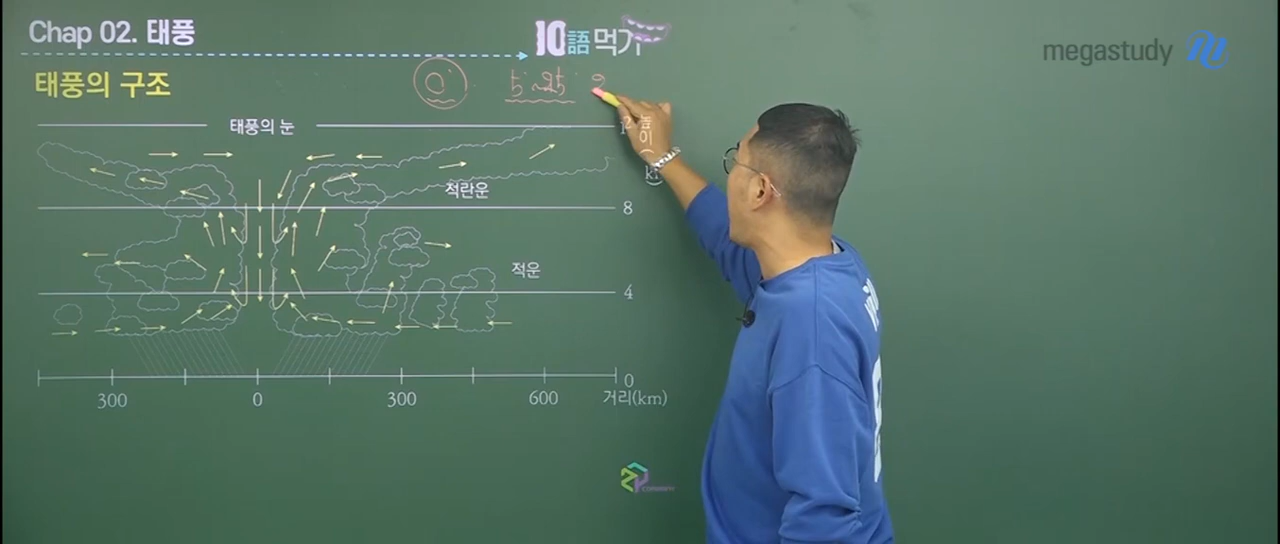 Chap 02. 태풍
10語먹기
megastudy
태풍의 구조
태풍의 눈
12
높이(km)
적란운
8
적운
4
0
300 0 300 600 거리(km)